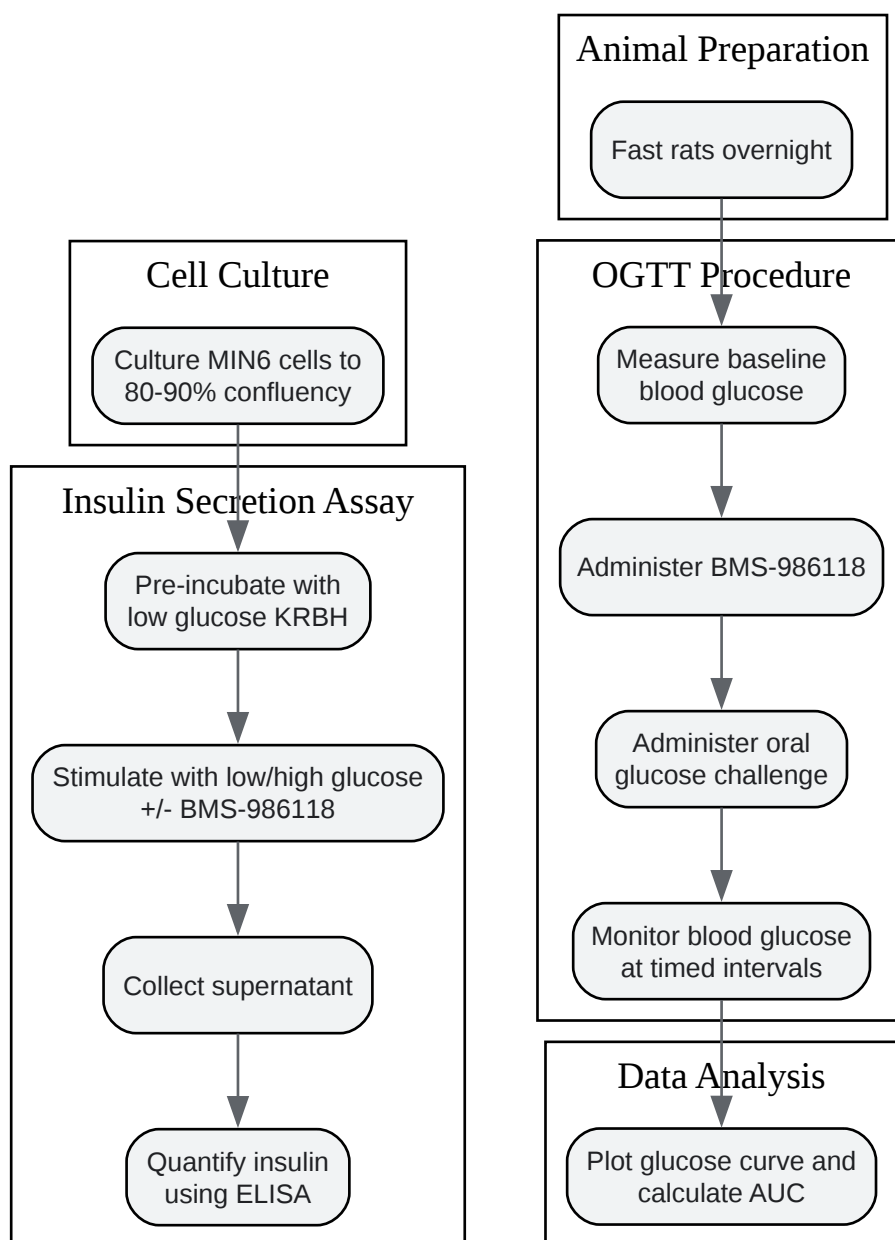 Cell Culture
Culture MIN6 cells to
80-90% confluency
Insulin Secretion Assay
Pre-incubate with
low glucose KRBH
Stimulate with low/high glucose
+/- BMS-986118
Collect supernatant
Quantify insulin
using ELISA
Animal Preparation
Fast rats overnight
OGTT Procedure
Measure baseline
blood glucose
Administer BMS-986118
Administer oral
glucose challenge
Monitor blood glucose
at timed intervals
Data Analysis
Plot glucose curve and
calculate AUC